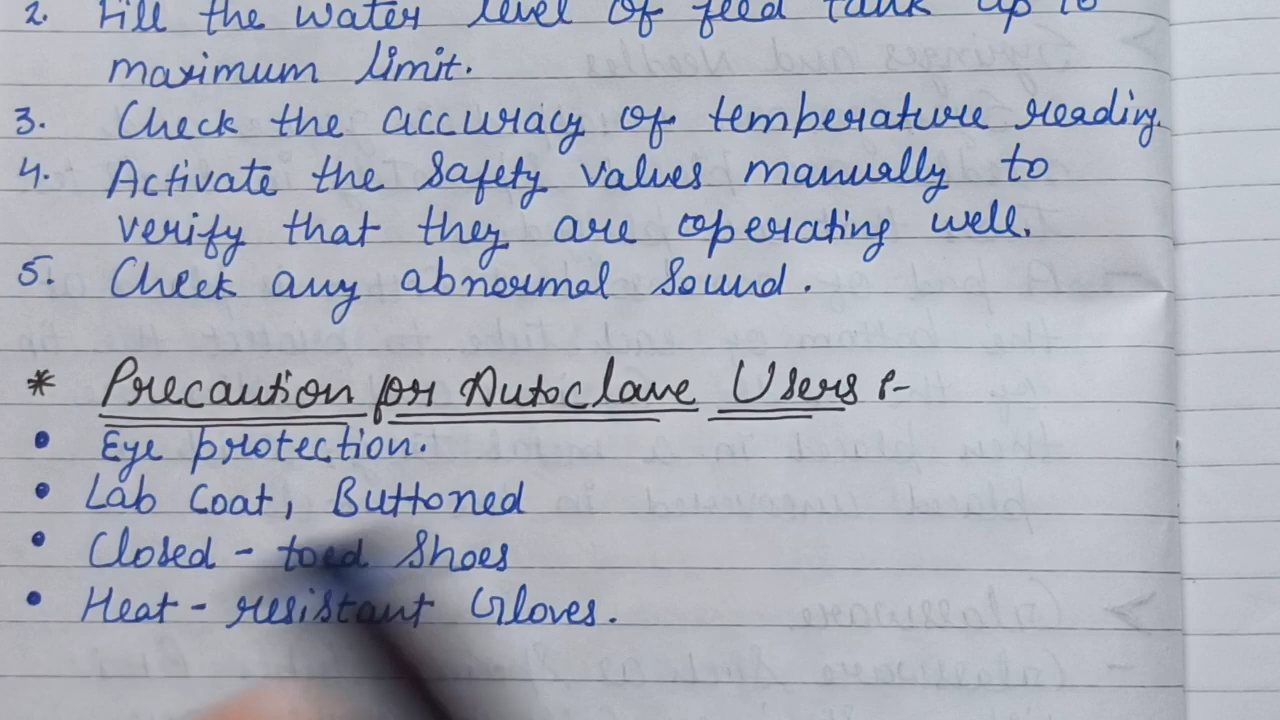 2. Fill the water level of feed tank up to
maximum limit.
3. Check the accuracy of temperature reading.
4. Activate the Safety values manually to
verify that they are operating well.
5. Check any abnormal Sound.
* Precaution for Autoclave Users :-
• Eye protection.
• Lab Coat, Buttoned
• Closed - toed Shoes
• Heat - resistant Gloves.